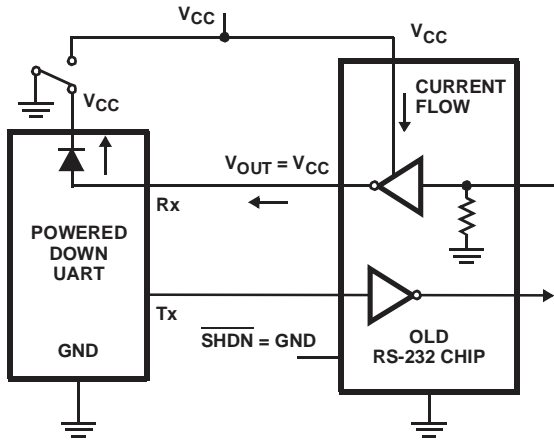 VCC
VCC
VCC
CURRENT
FLOW
VOUT = VCC
Rx
POWERED
DOWN
UART
Tx
GND
SHDN = GND
OLD
RS-232 CHIP